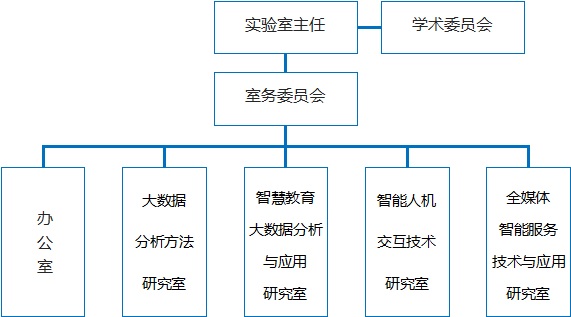 实验室主任
学术委员会
室务委员会
办
公
室
大数据
分析方法
研究室
智慧教育
大数据分析
与应用
研究室
智能人机
交互技术
研究室
全媒体
智能服务
技术与应用
研究室